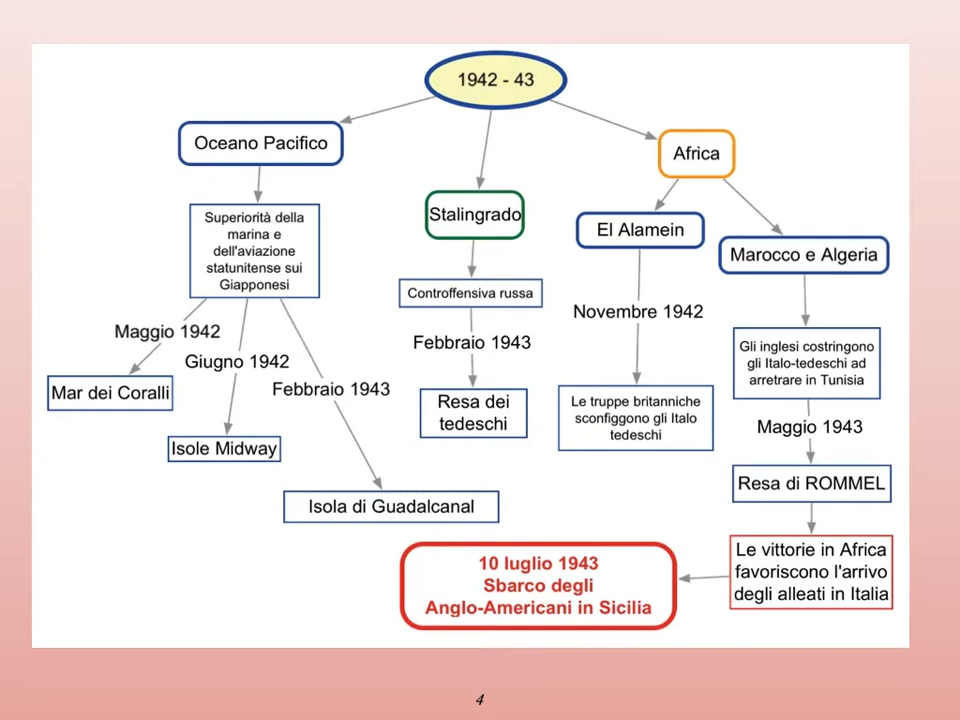 1942 - 43
Oceano Pacifico
Superiorità della
marina e
dell'aviazione
statunitense sui
Giapponesi
Maggio 1942
Mar dei Coralli
Giugno 1942
Isole Midway
Febbraio 1943
Isola di Guadalcanal
Stalingrado
Controffensiva russa
Febbraio 1943
Resa dei
tedeschi
Africa
El Alamein
Novembre 1942
Le truppe britanniche
sconfiggono gli Italo
tedeschi
Marocco e Algeria
Gli inglesi costringono
gli Italo-tedeschi ad
arretrare in Tunisia
Maggio 1943
Resa di ROMMEL
Le vittorie in Africa
favoriscono l'arrivo
degli alleati in Italia
10 luglio 1943
Sbarco degli
Anglo-Americani in Sicilia
4